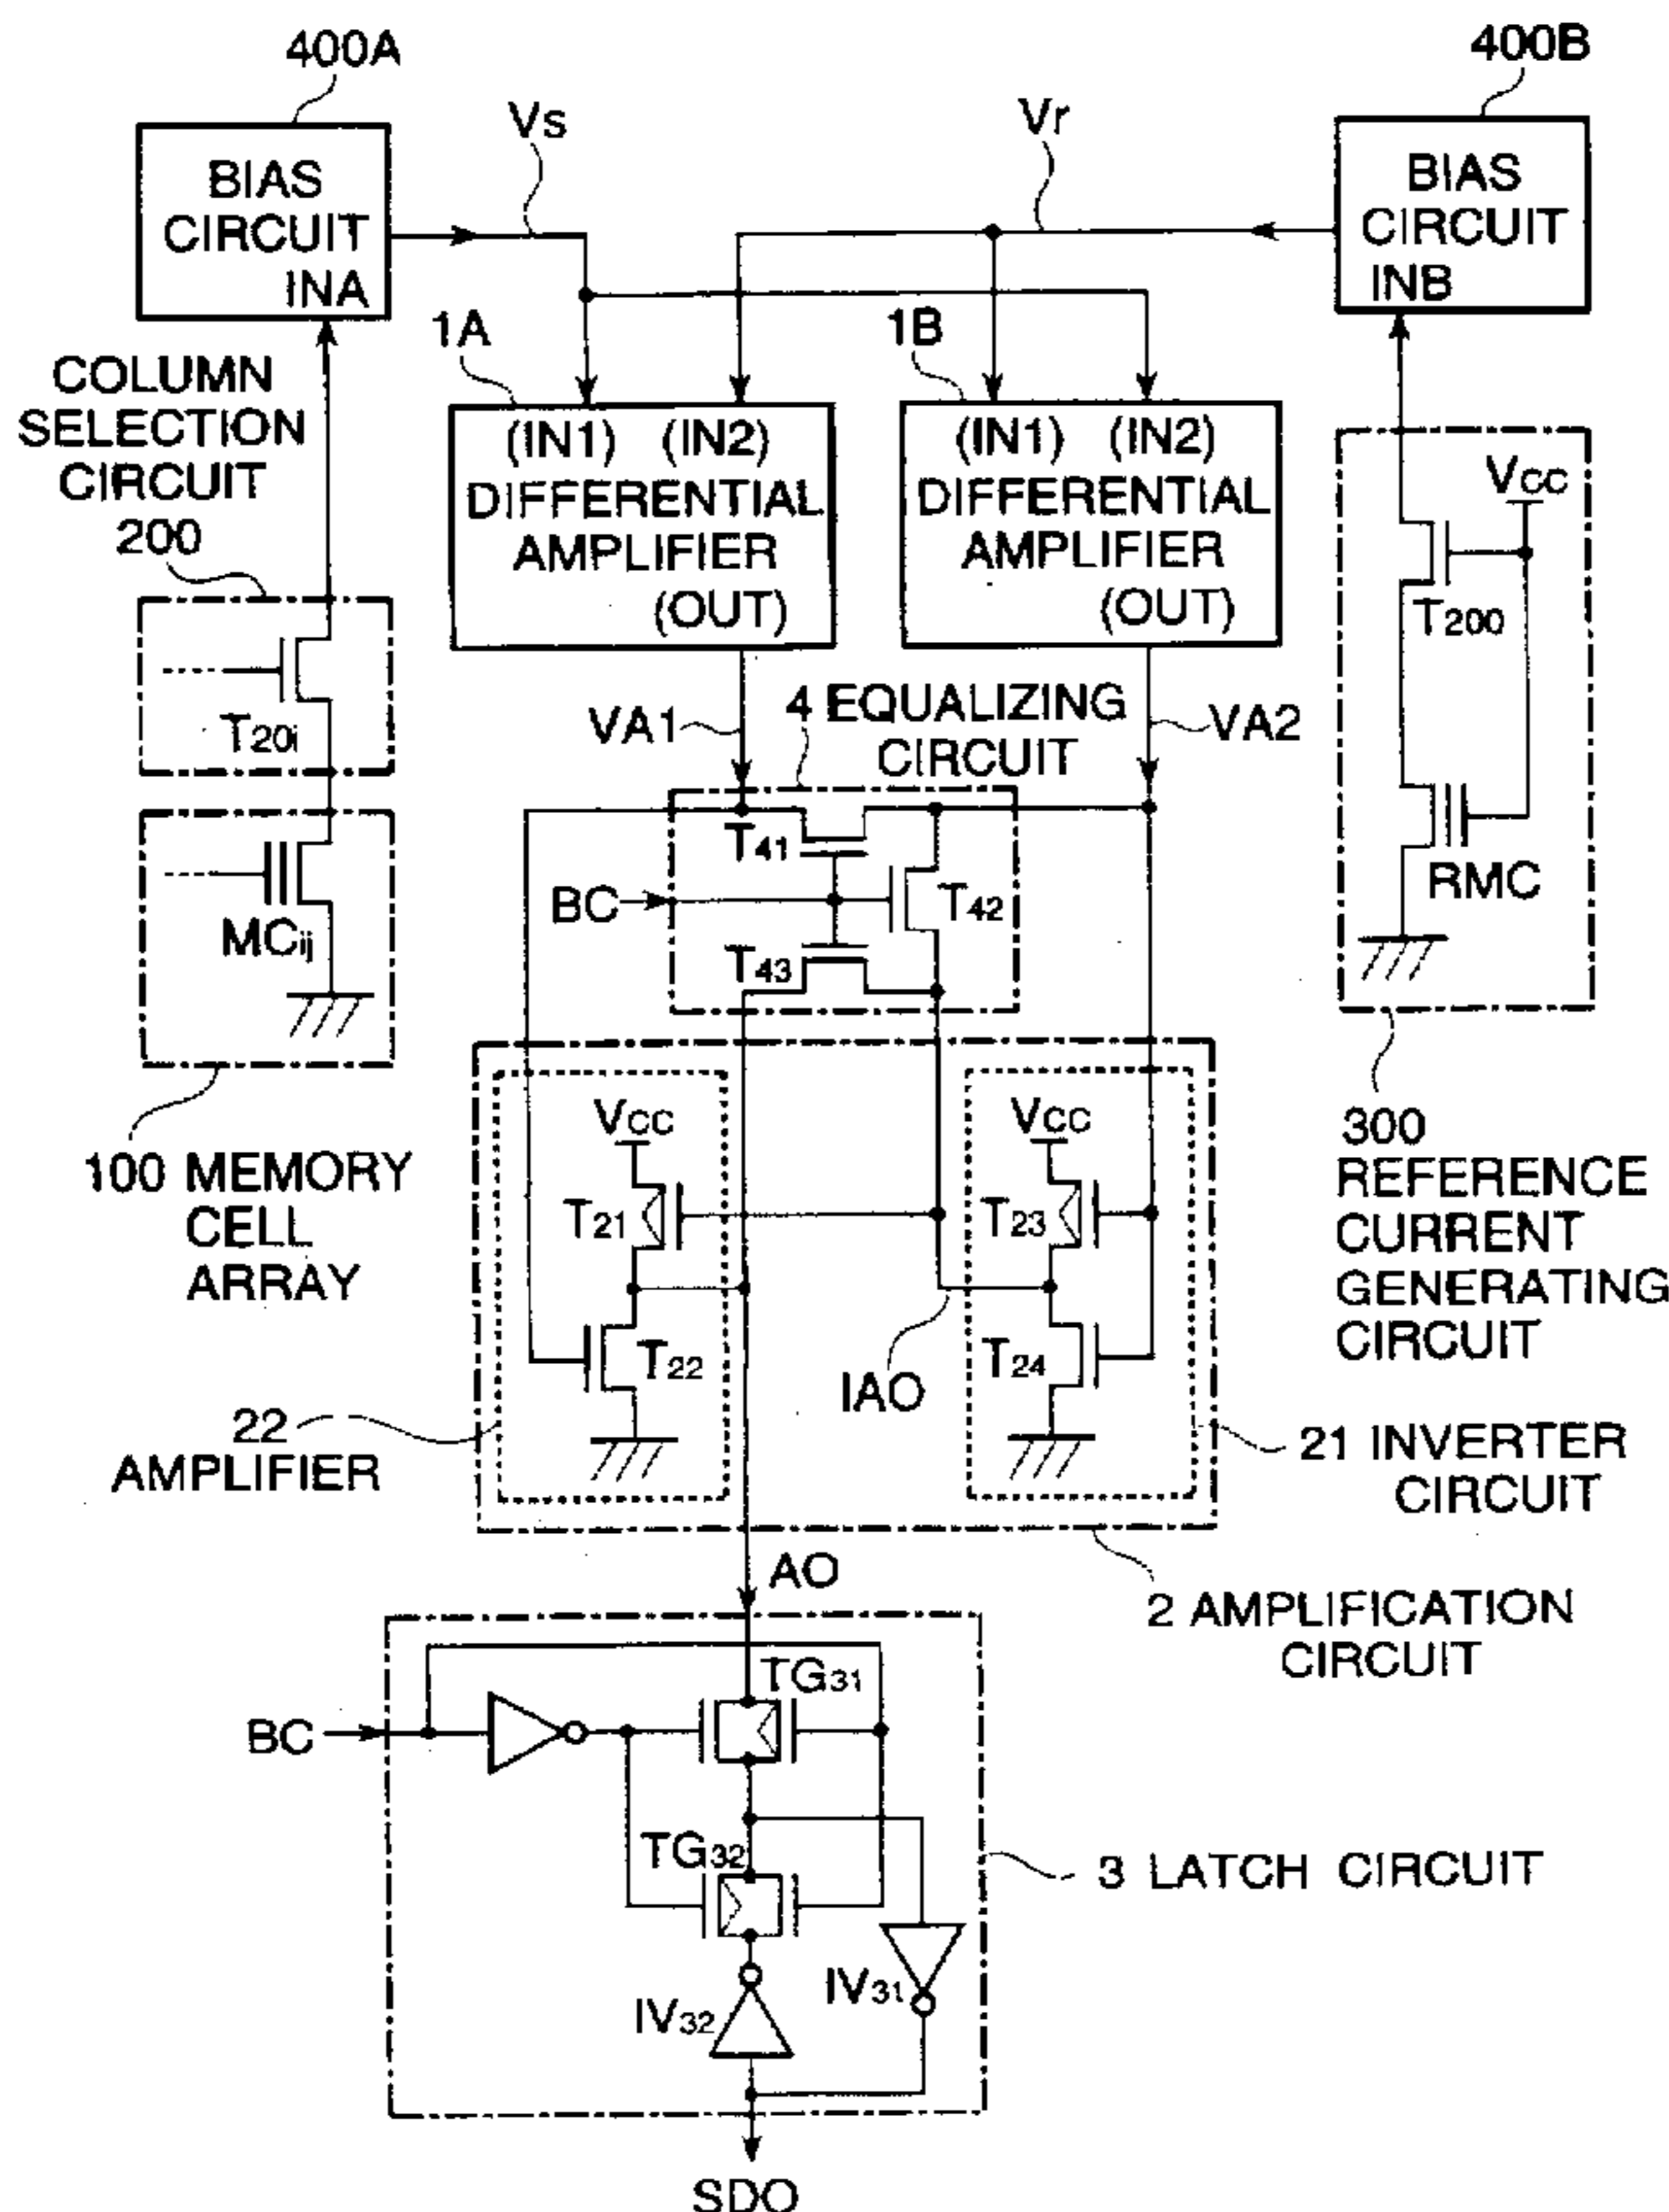 400A
400B
Vs
Vr
BIAS
CIRCUIT
INA
BIAS
CIRCUIT
INB
1A
1B
COLUMN
SELECTION
CIRCUIT
200
(IN1) (IN2)
DIFFERENTIAL
AMPLIFIER
(OUT)
(IN1) (IN2)
DIFFERENTIAL
AMPLIFIER
(OUT)
VCC
T200
T20i
VA1
4 EQUALIZING
CIRCUIT
VA2
T41
BC
T42
T43
MCij
RMC
100 MEMORY
CELL
ARRAY
300
REFERENCE
CURRENT
GENERATING
CIRCUIT
VCC
T21
T22
VCC
T23
T24
IAO
22
AMPLIFIER
21 INVERTER
CIRCUIT
AO
2 AMPLIFICATION
CIRCUIT
TG31
BC
TG32
3 LATCH CIRCUIT
IV31
IV32
SDO